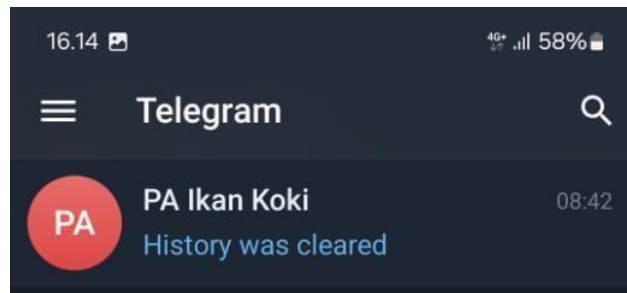 16.14 4G+ 58%
Telegram
PA PA Ikan Koki 08:42
History was cleared